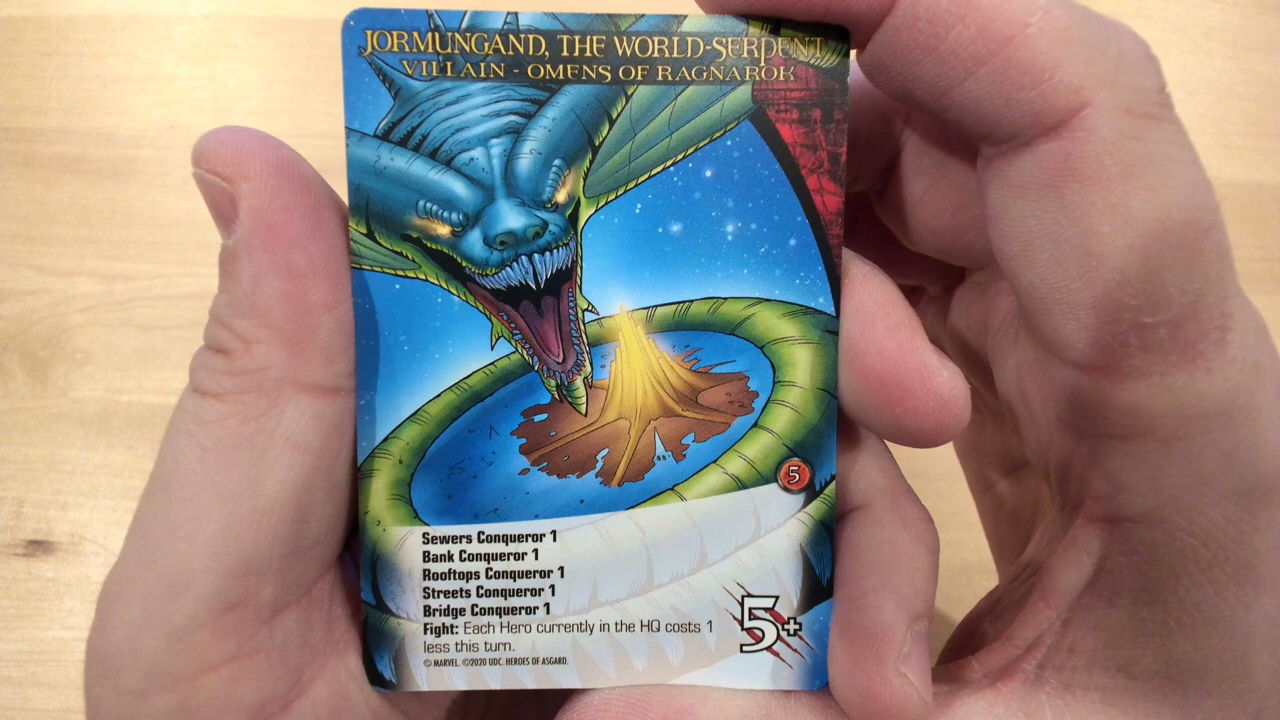 JORMUNGAND, THE WORLD-SERPENT
VILLAIN - OMENS OF RAGNAROK
5
Sewers Conqueror 1
Bank Conqueror 1
Rooftops Conqueror 1
Streets Conqueror 1
Bridge Conqueror 1
Fight: Each Hero currently in the HQ costs 1
less this turn.
5+
© MARVEL. ©2020 UDC. HEROES OF ASGARD.